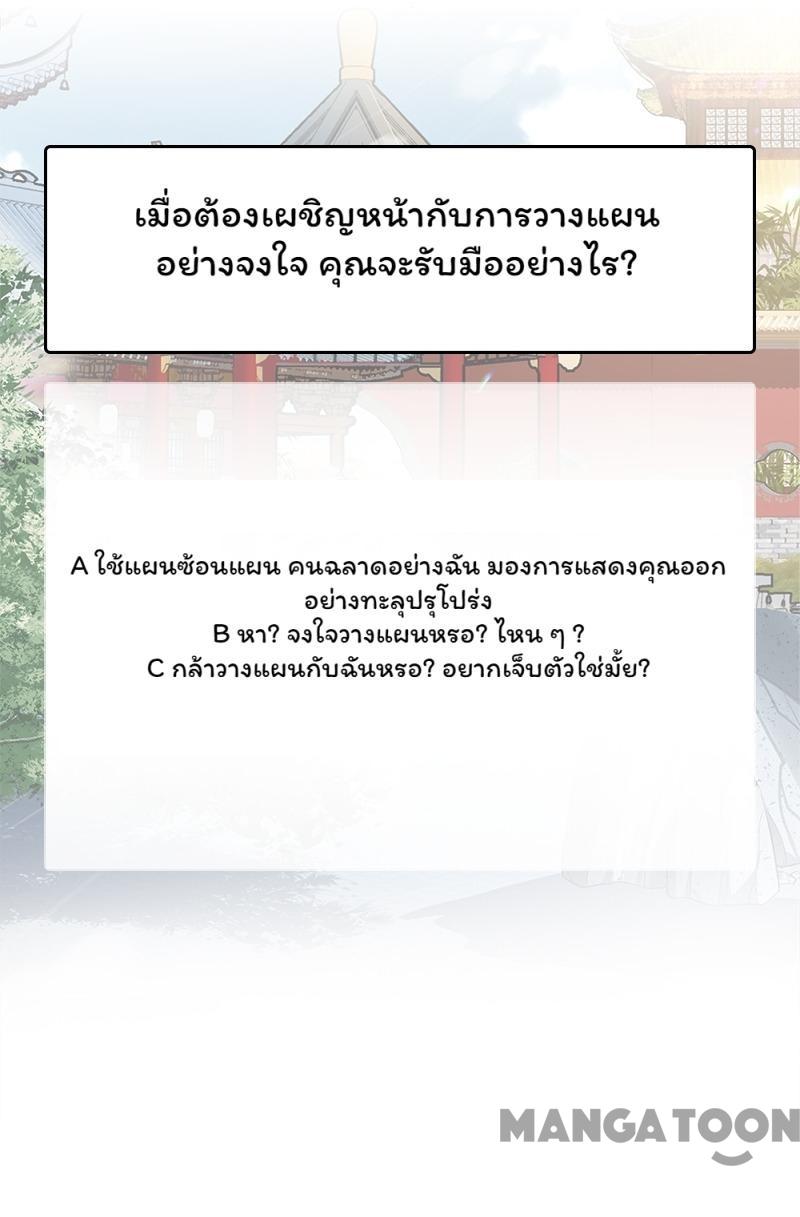 เมื่อต้องเผชิญหน้ากับการวางแผน
อย่างจงใจ คุณจะรับมืออย่างไร?
A ใช้แผนซ้อนแผน คนฉลาดอย่างฉัน มองการแสดงคุณออก
อย่างทะลุปรุโปร่ง
B หา? จงใจวางแผนหรอ? ไหน ๆ ?
C กล้าวางแผนกับฉันหรอ? อยากเจ็บตัวใช่มั้ย?
MANGATOON